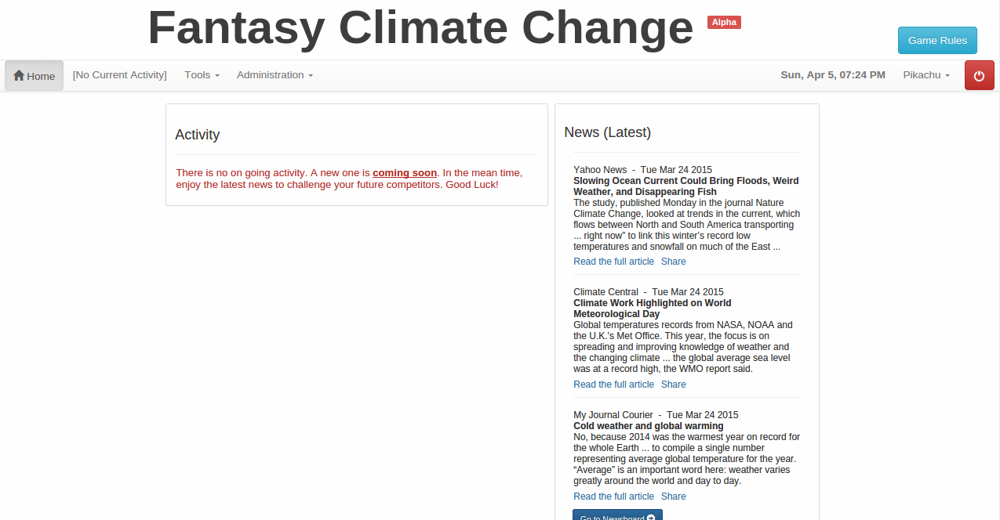 Fantasy Climate Change Alpha
Game Rules
Home [No Current Activity] Tools Administration Sun, Apr 5, 07:24 PM Pikachu
Activity
There is no on going activity. A new one is coming soon. In the mean time,
enjoy the latest news to challenge your future competitors. Good Luck!
News (Latest)
Yahoo News - Tue Mar 24 2015
Slowing Ocean Current Could Bring Floods, Weird
Weather, and Disappearing Fish
The study, published Monday in the journal Nature
Climate Change, looked at trends in the current, which
flows between North and South America transporting
... right now” to link this winter's record low
temperatures and snowfall on much of the East ...
Read the full article Share
Climate Central - Tue Mar 24 2015
Climate Work Highlighted on World
Meteorological Day
Global temperatures records from NASA, NOAA and
the U.K.'s Met Office. This year, the focus is on
spreading and improving knowledge of weather and
the changing climate ... the global average sea level
was at a record high, the WMO report said.
Read the full article Share
My Journal Courier - Tue Mar 24 2015
Cold weather and global warming
No, because 2014 was the warmest year on record for
the whole Earth ... to compile a single number
representing average global temperature for the year.
“Average” is an important word here: weather varies
greatly around the world and day to day.
Read the full article Share
Go to Newsboard